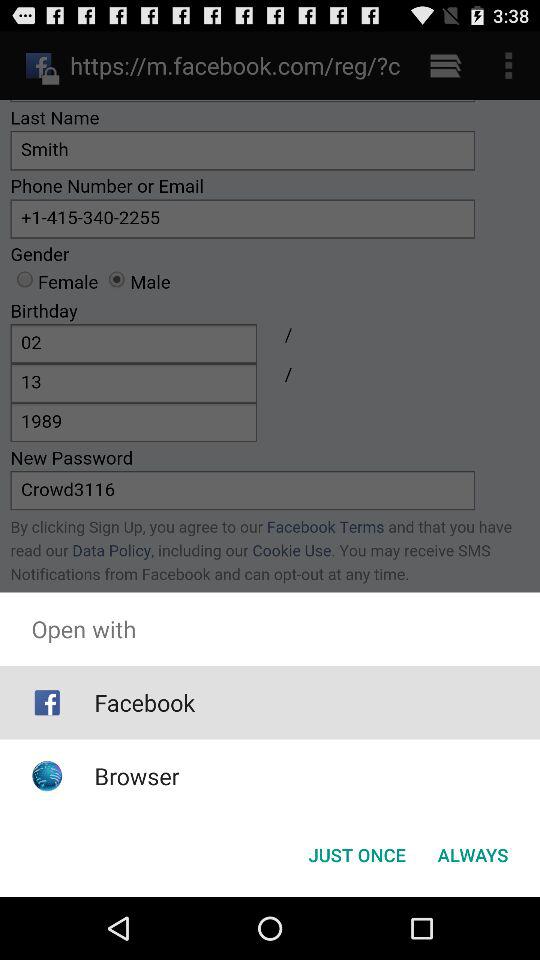 3:38
https://m.facebook.com/reg/?c
Last Name
Smith
Phone Number or Email
+1-415-340-2255
Gender
Female Male
Birthday
02 /
13 /
1989
New Password
Crowd3116
By clicking Sign Up, you agree to our Facebook Terms and that you have
read our Data Policy, including our Cookie Use. You may receive SMS
Notifications from Facebook and can opt-out at any time.
Open with
Facebook
Browser
JUST ONCE ALWAYS